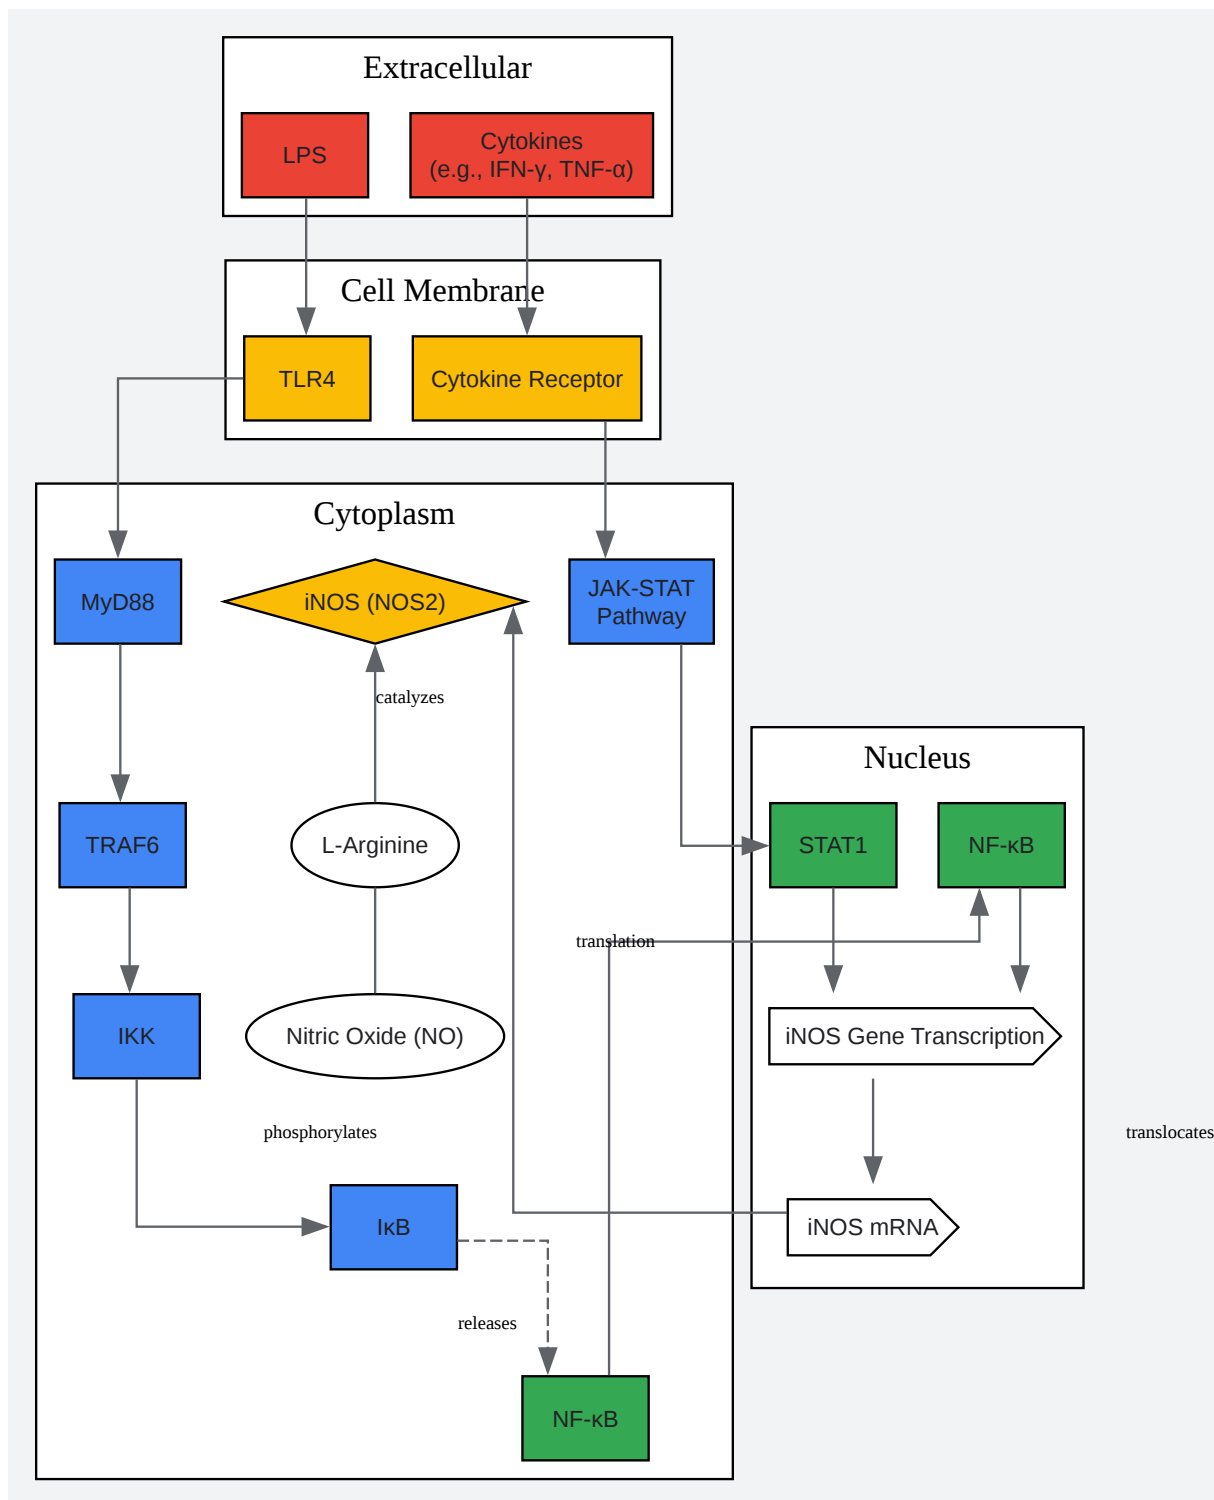 Extracellular
LPS
Cytokines
(e.g., IFN-γ, TNF-α)
Cell Membrane
TLR4
Cytokine Receptor
Cytoplasm
MyD88
iNOS (NOS2)
JAK-STAT
Pathway
catalyzes
Nucleus
TRAF6
L-Arginine
STAT1
NF-κB
translation
IKK
Nitric Oxide (NO)
iNOS Gene Transcription
phosphorylates
translocates
IκB
iNOS mRNA
releases
NF-κB